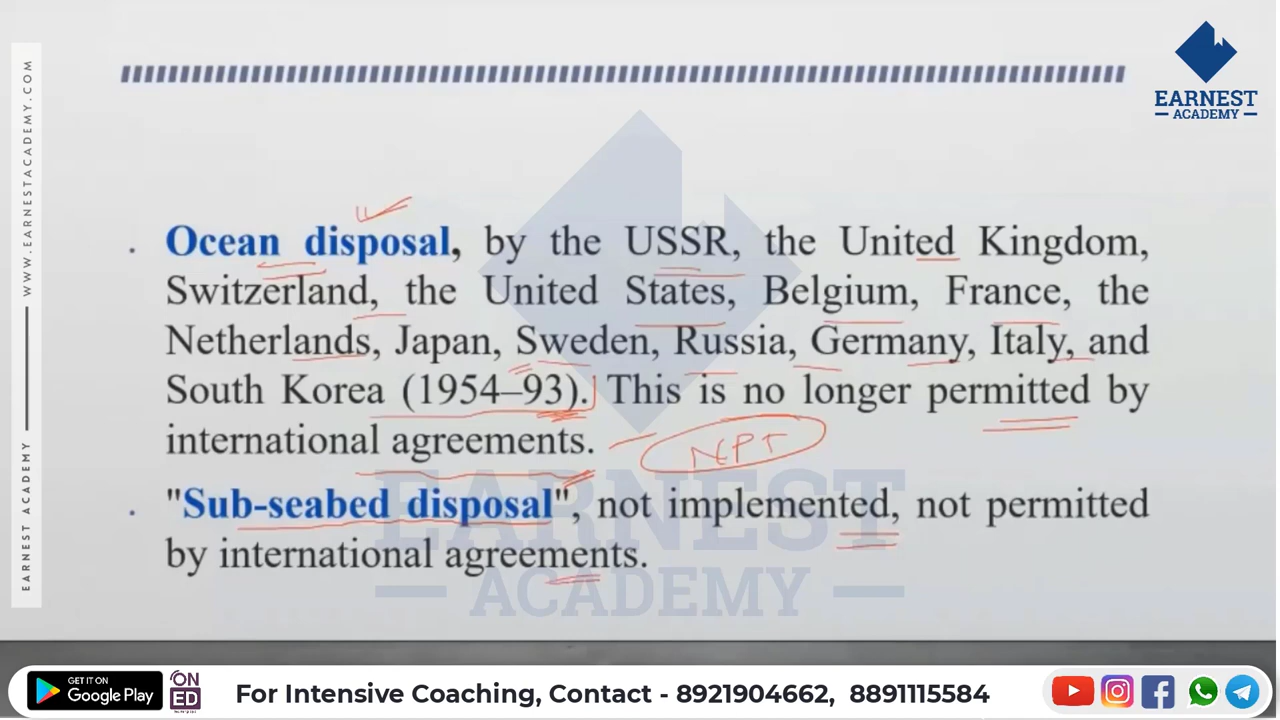 EARNEST
ACADEMY
WWW.EARNESTACADEMY.COM
EARNEST ACADEMY
Ocean disposal, by the USSR, the United Kingdom,
Switzerland, the United States, Belgium, France, the
Netherlands, Japan, Sweden, Russia, Germany, Italy, and
South Korea (1954–93). This is no longer permitted by
international agreements.
NPT
"Sub-seabed disposal", not implemented, not permitted
by international agreements.
EARNEST
ACADEMY
GET IT ON
Google Play
ON
ED
For Intensive Coaching, Contact - 8921904662, 8891115584